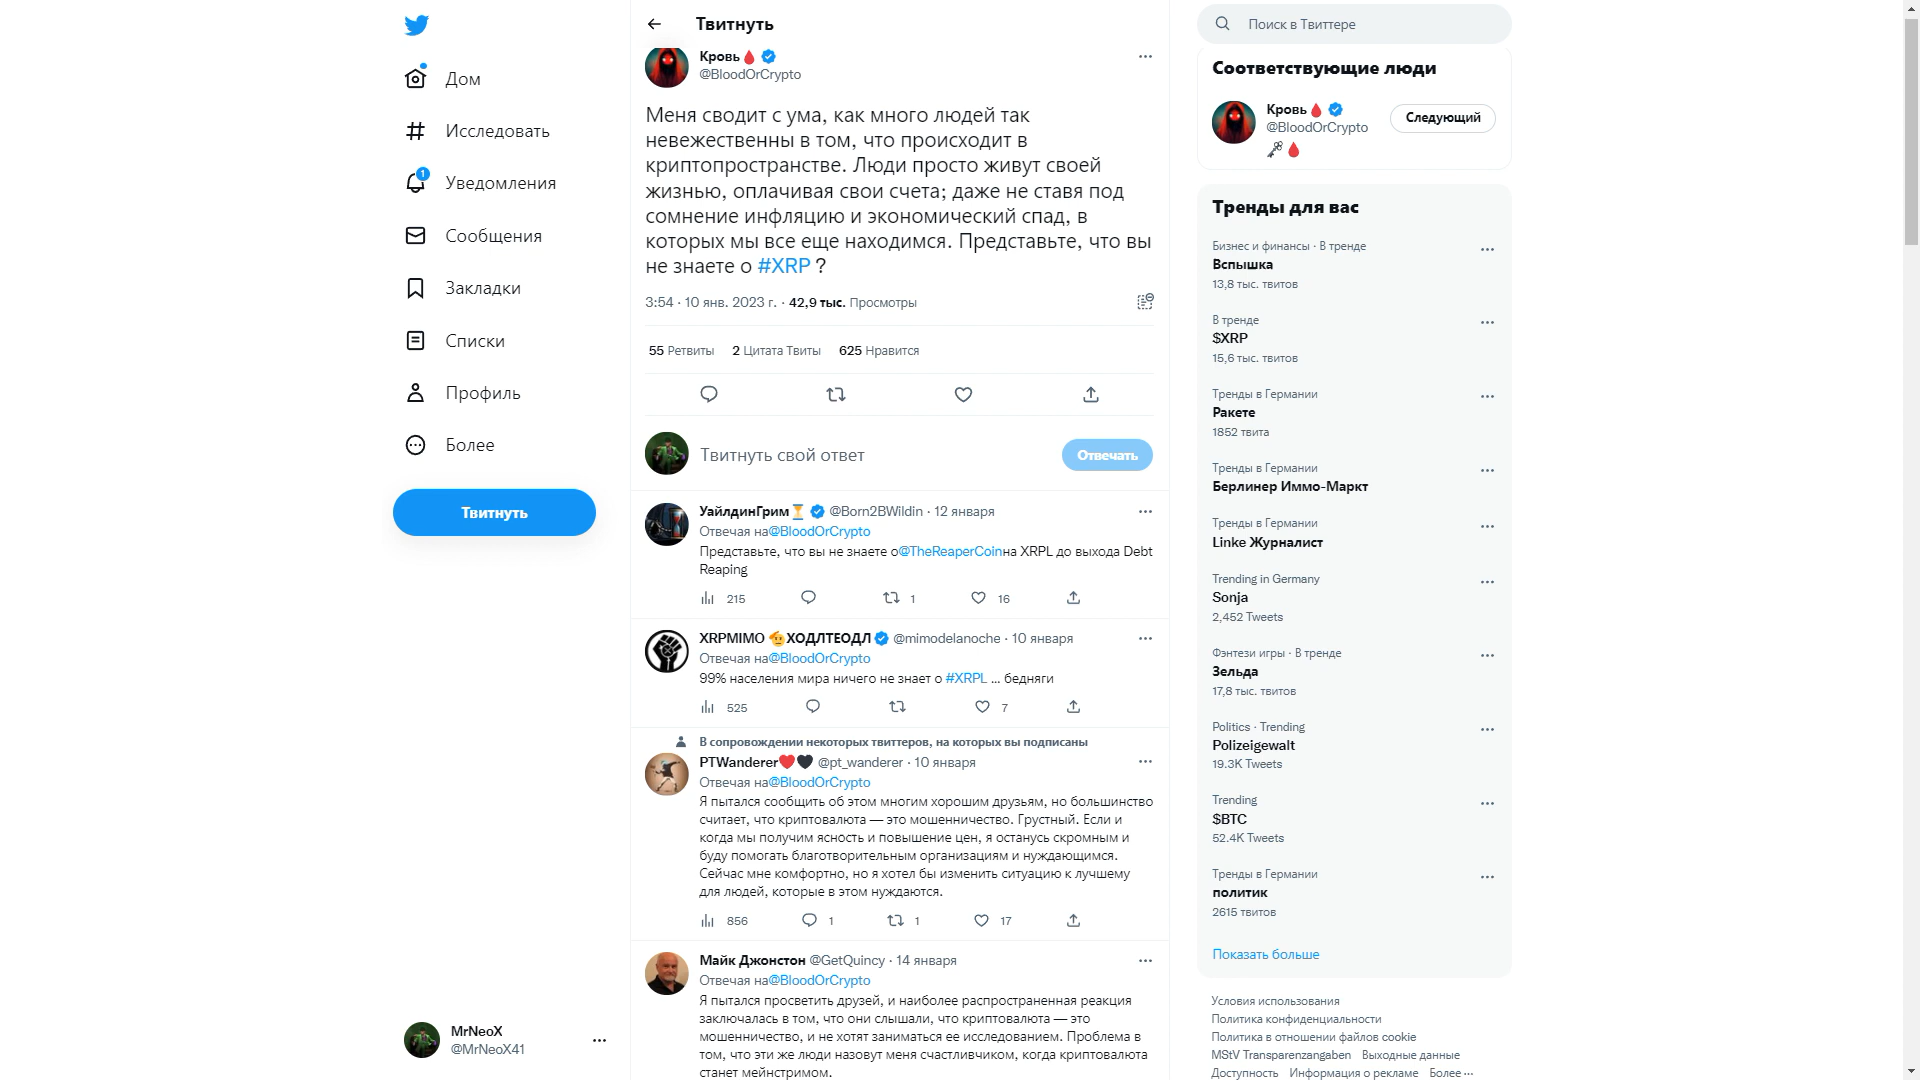 Дом
Исследовать
1
Уведомления
Сообщения
Закладки
Списки
Профиль
Более
Твитнуть
MrNeoX
@MrNeoX41
Твитнуть
Кровь
@BloodOrCrypto
Меня сводит с ума, как много людей так
невежественны в том, что происходит в
криптопространстве. Люди просто живут своей
жизнью, оплачивая свои счета; даже не ставя под
сомнение инфляцию и экономический спад, в
которых мы все еще находимся. Представьте, что вы
не знаете о #XRP ?
3:54 · 10 янв. 2023 г. · 42,9 тыс. Просмотры
55 Ретвиты 2 Цитата Твиты 625 Нравится
Твитнуть свой ответ
Отвечать
УайлдинГрим @Born2BWildin · 12 января
Отвечая на@BloodOrCrypto
Представьте, что вы не знаете о@TheReaperCoinна XRPL до выхода Debt
Reaping
215 1 16
XRPMIMO ХОДЛТЕОДЛ @mimodelanoche · 10 января
Отвечая на@BloodOrCrypto
99% населения мира ничего не знает о #XRPL ... бедняги
525 7
В сопровождении некоторых твиттеров, на которых вы подписаны
PTWanderer @pt_wanderer · 10 января
Отвечая на@BloodOrCrypto
Я пытался сообщить об этом многим хорошим друзьям, но большинство
считает, что криптовалюта — это мошенничество. Грустный. Если и
когда мы получим ясность и повышение цен, я останусь скромным и
буду помогать благотворительным организациям и нуждающимся.
Сейчас мне комфортно, но я хотел бы изменить ситуацию к лучшему
для людей, которые в этом нуждаются.
856 1 1 17
Майк Джонстон @GetQuincy · 14 января
Отвечая на@BloodOrCrypto
Я пытался просветить друзей, и наиболее распространенная реакция
заключалась в том, что они слышали, что криптовалюта — это
мошенничество, и не хотят заниматься ее исследованием. Проблема в
том, что эти же люди назовут меня счастливчиком, когда криптовалюта
станет мейнстримом.
Поиск в Твиттере
Соответствующие люди
Кровь
@BloodOrCrypto
Следующий
Тренды для вас
Бизнес и финансы · В тренде
Вспышка
13,8 тыс. твитов
В тренде
$XRP
15,6 тыс. твитов
Тренды в Германии
Ракете
1852 твита
Тренды в Германии
Берлинер Иммо-Маркт
Тренды в Германии
Linke Журналист
Trending in Germany
Sonja
2,452 Tweets
Фэнтези игры · В тренде
Зельда
17,8 тыс. твитов
Politics · Trending
Polizeigewalt
19.3K Tweets
Trending
$BTC
52.4K Tweets
Тренды в Германии
политик
2615 твитов
Показать больше
Условия использования
Политика конфиденциальности
Политика в отношении файлов cookie
MStV Transparenzangaben Выходные данные
Доступность Информация о рекламе Более ···